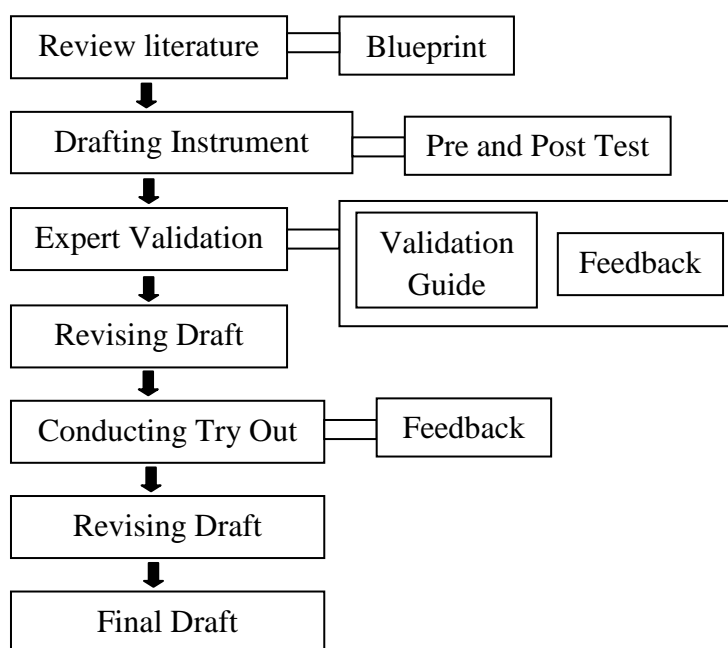 Review literature
Blueprint
Drafting Instrument
Pre and Post Test
Expert Validation
Validation
Guide
Feedback
Revising Draft
Conducting Try Out
Feedback
Revising Draft
Final Draft